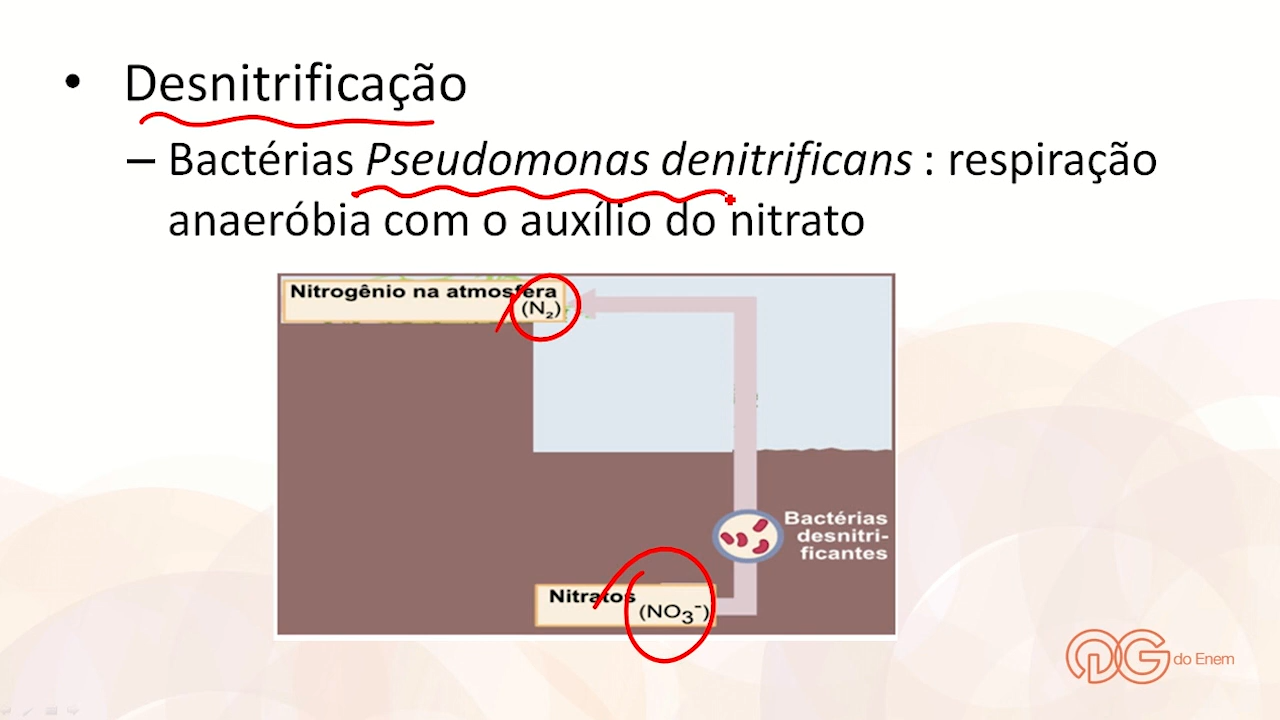 • Desnitrificação
– Bactérias Pseudomonas denitrificans : respiração
anaeróbia com o auxílio do nitrato
Nitrogênio na atmosfera
(N₂)
Bactérias
desnitri-
ficantes
Nitratos
(NO₃⁻)
QG do Enem